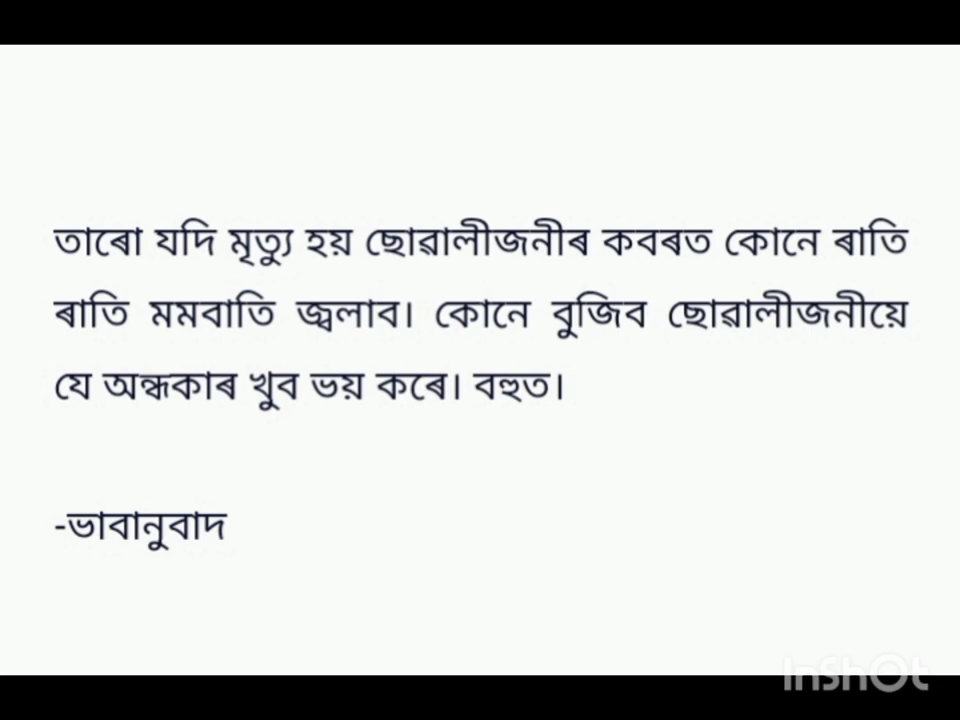 তাৰো যদি মৃত্যু হয় ছোৱালীজনীৰ কবৰত কোনে ৰাতি
ৰাতি মমবাতি জ্বলাব। কোনে বুজিব ছোৱালীজনীয়ে
যে অন্ধকাৰ খুব ভয় কৰে। বহুত।
-ভাবানুবাদ
InShOt